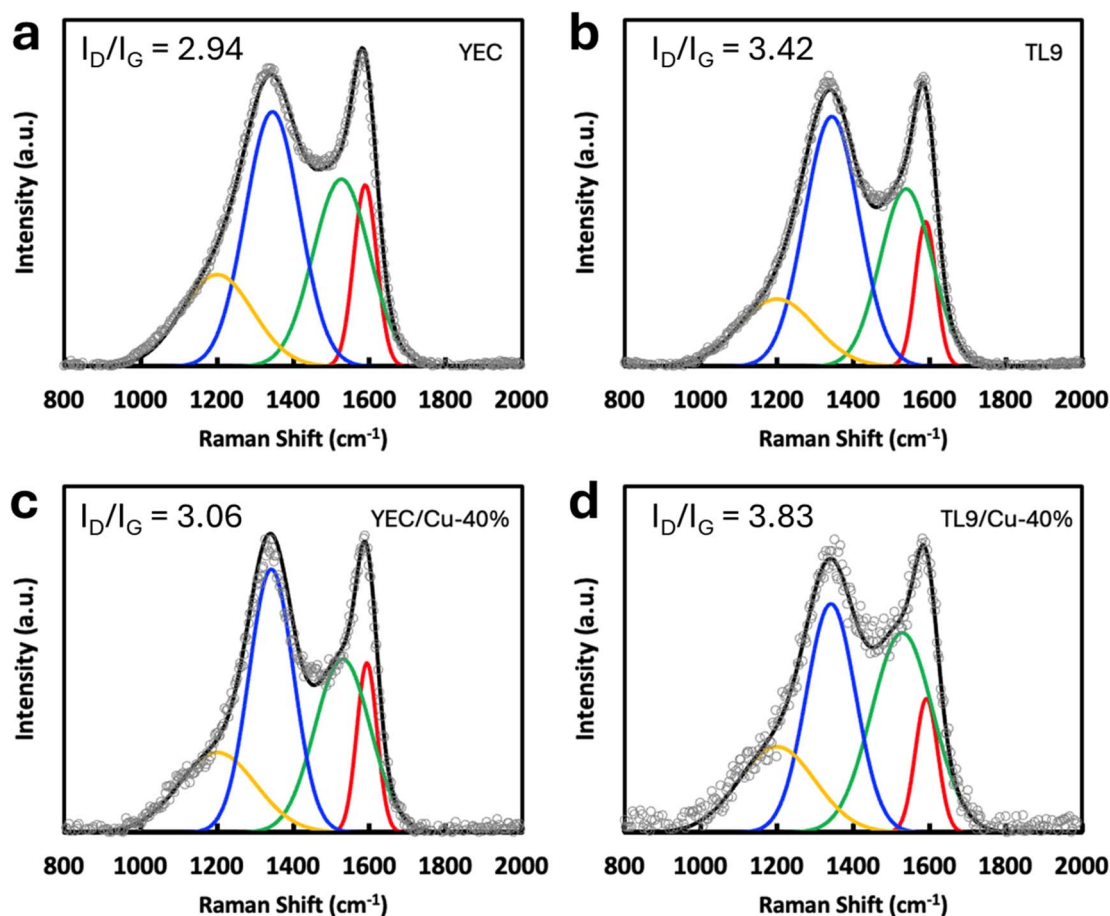 a
I_D/I_G = 2.94
YEC
Intensity (a.u.)
800 1000 1200 1400 1600 1800 2000
Raman Shift (cm⁻¹)
b
I_D/I_G = 3.42
TL9
Intensity (a.u.)
800 1000 1200 1400 1600 1800 2000
Raman Shift (cm⁻¹)
c
I_D/I_G = 3.06
YEC/Cu-40%
Intensity (a.u.)
800 1000 1200 1400 1600 1800 2000
Raman Shift (cm⁻¹)
d
I_D/I_G = 3.83
TL9/Cu-40%
Intensity (a.u.)
800 1000 1200 1400 1600 1800 2000
Raman Shift (cm⁻¹)